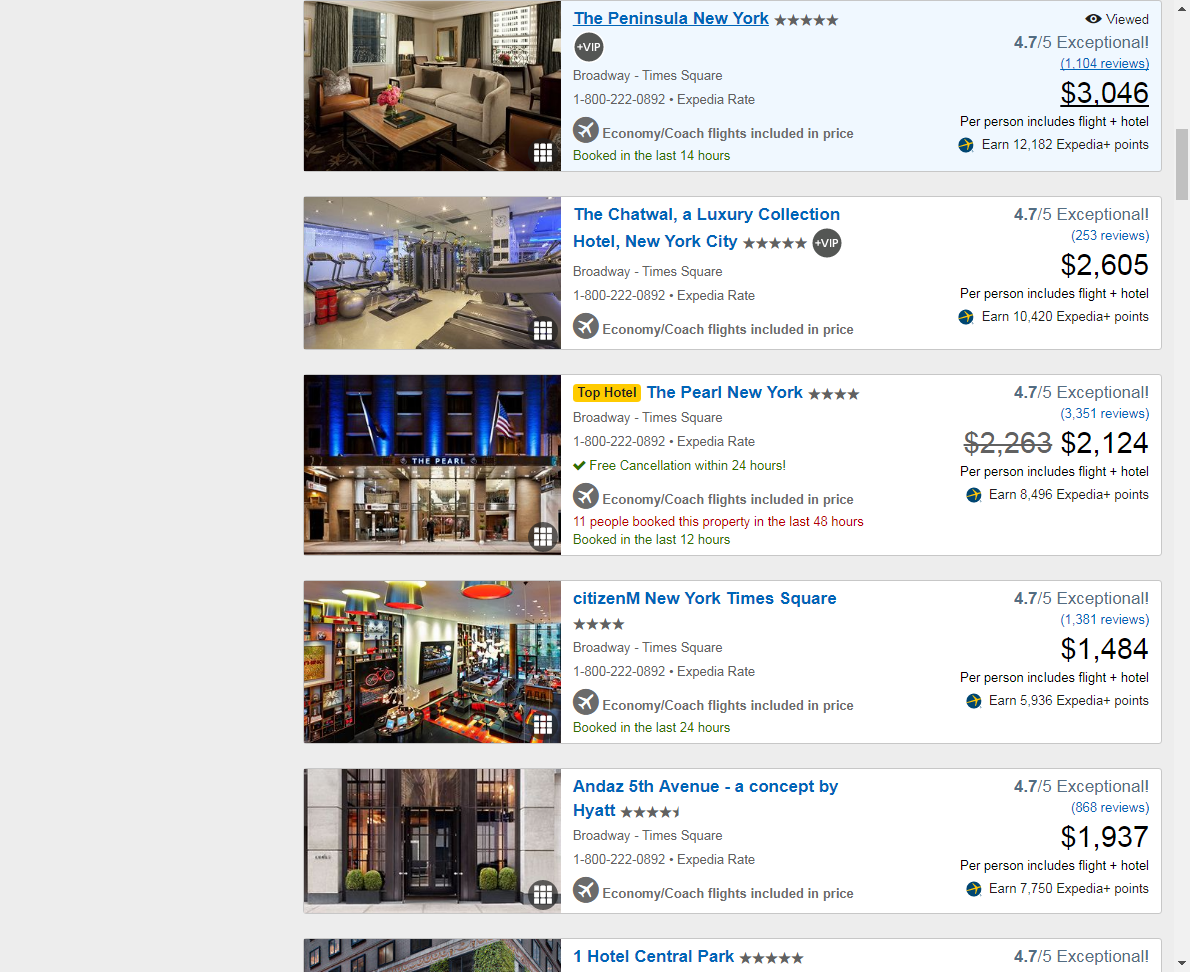 The Peninsula New York
Viewed
+VIP
4.7/5 Exceptional!
(1,104 reviews)
Broadway - Times Square
$3,046
1-800-222-0892 • Expedia Rate
Per person includes flight + hotel
Economy/Coach flights included in price
Earn 12,182 Expedia+ points
Booked in the last 14 hours
The Chatwal, a Luxury Collection
Hotel, New York City +VIP
4.7/5 Exceptional!
(253 reviews)
Broadway - Times Square
$2,605
1-800-222-0892 • Expedia Rate
Per person includes flight + hotel
Economy/Coach flights included in price
Earn 10,420 Expedia+ points
THE PEARL
Top Hotel The Pearl New York
4.7/5 Exceptional!
(3,351 reviews)
Broadway - Times Square
$2,263 $2,124
1-800-222-0892 • Expedia Rate
Free Cancellation within 24 hours!
Per person includes flight + hotel
Economy/Coach flights included in price
Earn 8,496 Expedia+ points
11 people booked this property in the last 48 hours
Booked in the last 12 hours
citizenM New York Times Square
4.7/5 Exceptional!
(1,381 reviews)
Broadway - Times Square
$1,484
1-800-222-0892 • Expedia Rate
Per person includes flight + hotel
Economy/Coach flights included in price
Earn 5,936 Expedia+ points
Booked in the last 24 hours
Andaz 5th Avenue - a concept by
Hyatt
4.7/5 Exceptional!
(868 reviews)
Broadway - Times Square
$1,937
1-800-222-0892 • Expedia Rate
Per person includes flight + hotel
Economy/Coach flights included in price
Earn 7,750 Expedia+ points
1 Hotel Central Park
4.7/5 Exceptional!